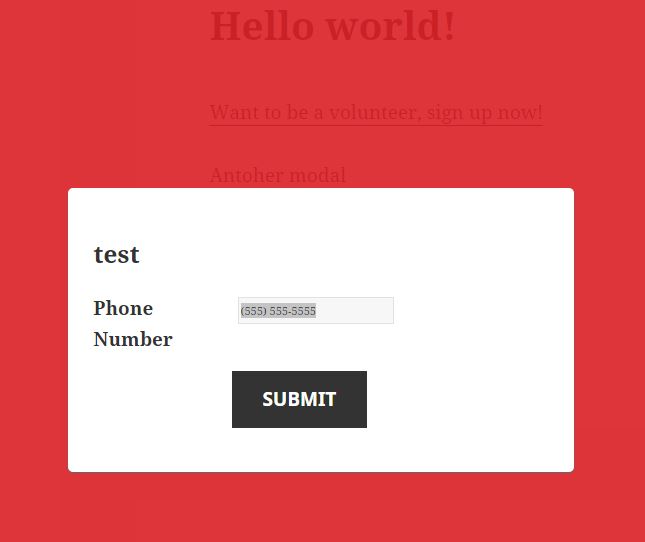 Hello world!
Want to be a volunteer, sign up now!
Antoher modal
test
Phone
Number
(555) 555-5555
SUBMIT